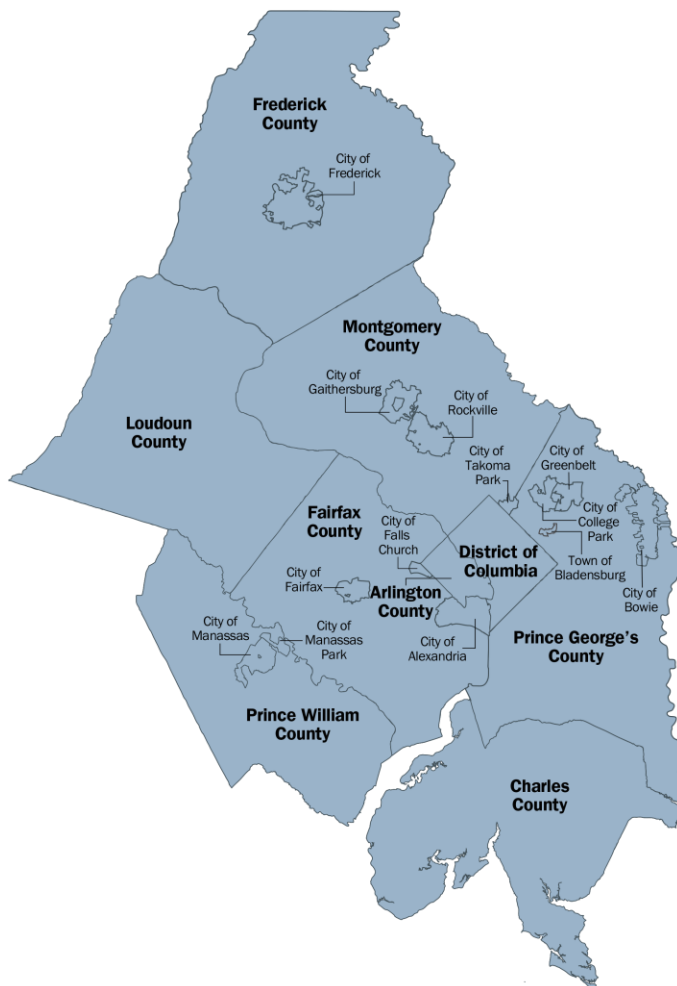 Frederick
County
City of
Frederick
Montgomery
County
City of
Gaithersburg
City of
Rockville
Loudoun
County
City of
Takoma
Park
City of
Greenbelt
City of
College
Park
Fairfax
County
City of
Falls
Church
District of
Columbia
Town of
Bladensburg
City of
Fairfax
Arlington
County
City of
Bowie
City of
Manassas
City of
Manassas
Park
City of
Alexandria
Prince George's
County
Prince William
County
Charles
County